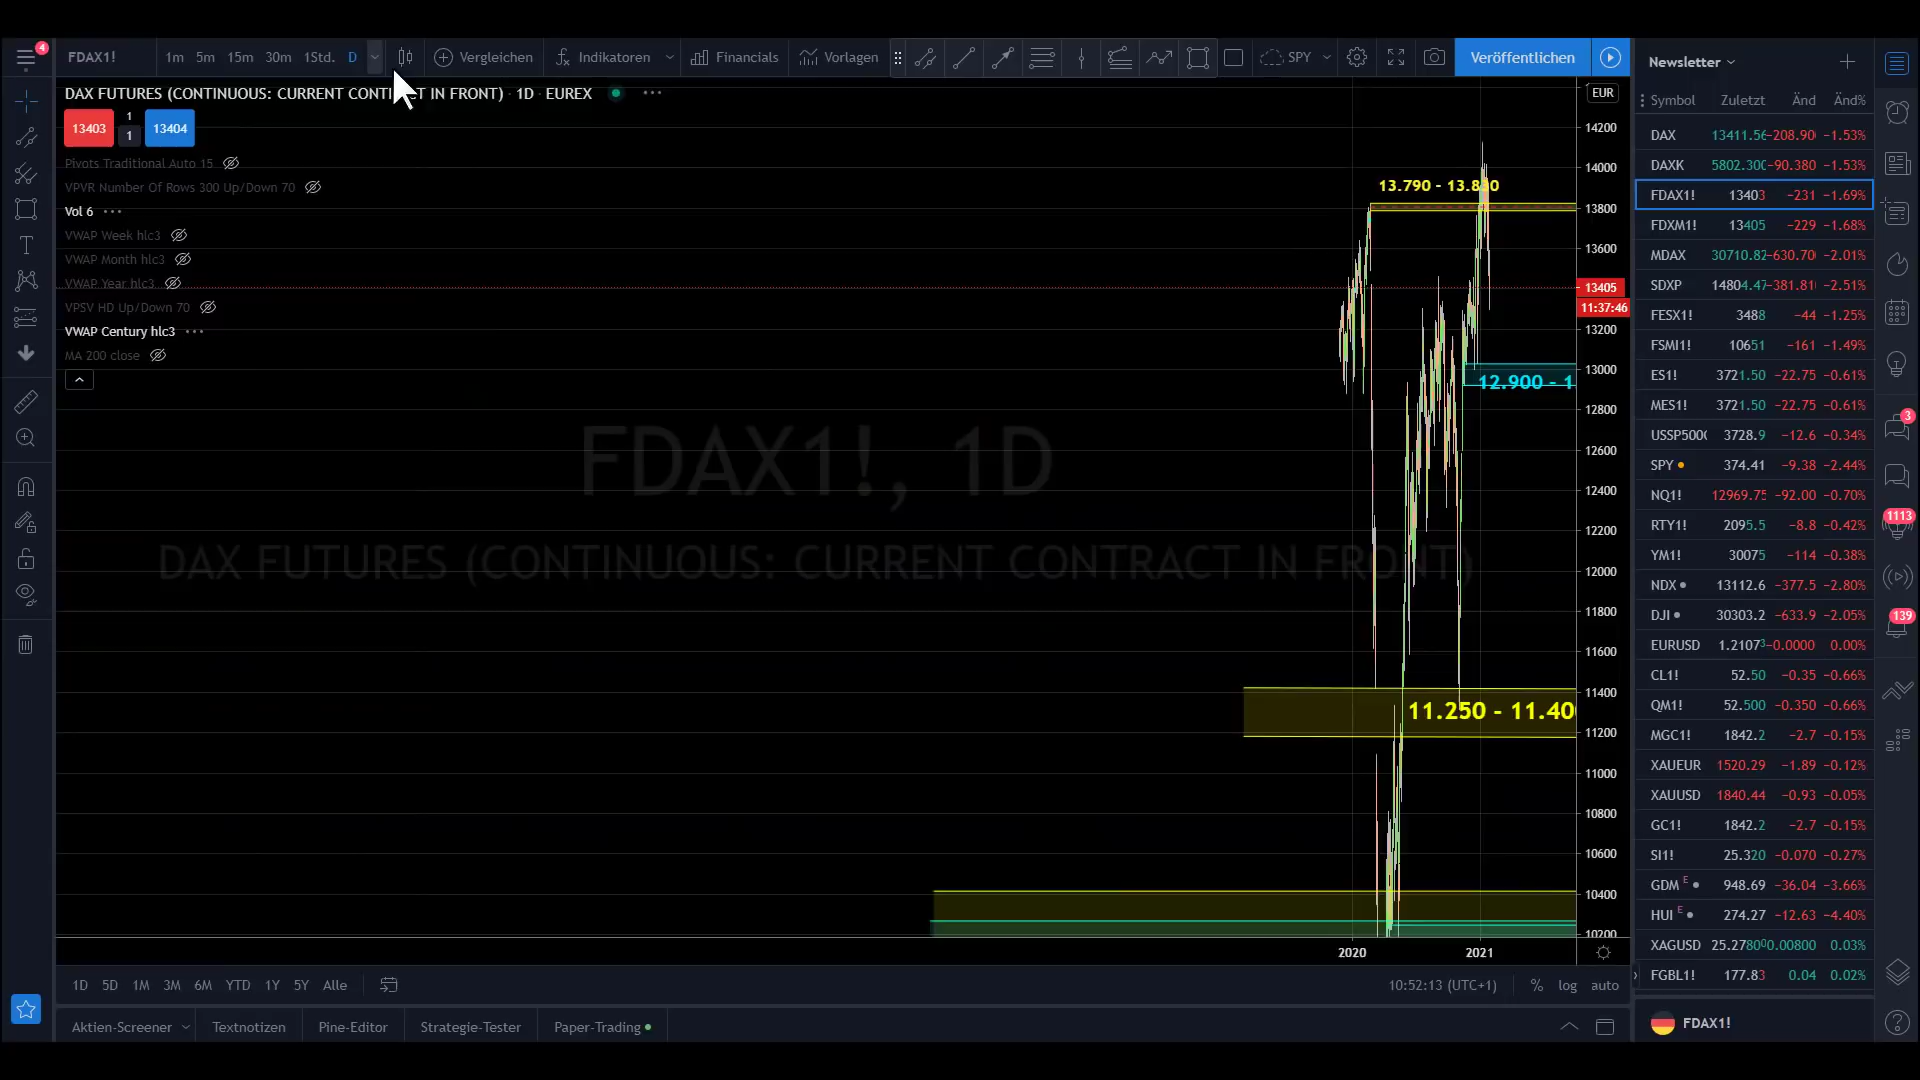 4
FDAX1! 1m 5m 15m 30m 1Std. D Vergleichen Indikatoren Financials Vorlagen SPY Veröffentlichen
Newsletter
DAX FUTURES (CONTINUOUS: CURRENT CONTRACT IN FRONT) · 1D · EUREX
EUR
Symbol Zuletzt Änd Änd%
13403 1 1 13404
Pivots Traditional Auto 15
VPVR Number Of Rows 300 Up/Down 70
Vol 6
VWAP Week hlc3
VWAP Month hlc3
VWAP Year hlc3
VPSV HD Up/Down 70
VWAP Century hlc3
MA 200 close
FDAX1!, 1D
DAX FUTURES (CONTINUOUS: CURRENT CONTRACT IN FRONT)
13.790 - 13.830
12.900 - 1
11.250 - 11.40
14200
14000
13800
13600
13405
11:37:46
13200
13000
12800
12600
12400
12200
12000
11800
11600
11400
11200
11000
10800
10600
10400
10200
2020 2021
DAX 13411.56 -208.90 -1.53%
DAXK 5802.300 -90.380 -1.53%
FDAX1! 13403 -231 -1.69%
FDXM1! 13405 -229 -1.68%
MDAX 30710.82 -630.70 -2.01%
SDXP 14804.47 -381.81 -2.51%
FESX1! 3488 -44 -1.25%
FSMI1! 10651 -161 -1.49%
ES1! 3721.50 -22.75 -0.61%
MES1! 3721.50 -22.75 -0.61%
USSP500 3728.9 -12.6 -0.34%
SPY 374.41 -9.38 -2.44%
NQ1! 12969.75 -92.00 -0.70%
RTY1! 2095.5 -8.8 -0.42%
YM1! 30075 -114 -0.38%
NDX 13112.6 -377.5 -2.80%
DJI 30303.2 -633.9 -2.05%
EURUSD 1.21073 -0.0000 0.00%
CL1! 52.50 -0.35 -0.66%
QM1! 52.500 -0.350 -0.66%
MGC1! 1842.2 -2.7 -0.15%
XAUEUR 1520.29 -1.89 -0.12%
XAUUSD 1840.44 -0.93 -0.05%
GC1! 1842.2 -2.7 -0.15%
SI1! 25.320 -0.070 -0.27%
GDM E 948.69 -36.04 -3.66%
HUI E 274.27 -12.63 -4.40%
XAGUSD 25.27800 0.00800 0.03%
FGBL1! 177.83 0.04 0.02%
3
1113
139
1D 5D 1M 3M 6M YTD 1Y 5Y Alle 10:52:13 (UTC+1) % log auto
Aktien-Screener Textnotizen Pine-Editor Strategie-Tester Paper-Trading
FDAX1!